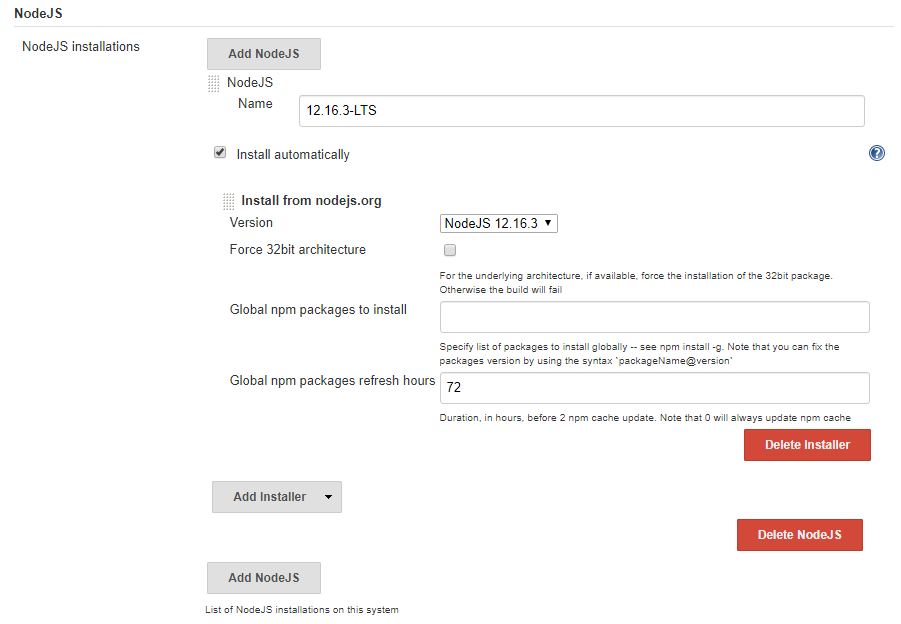 NodeJS
NodeJS installations
Add NodeJS
NodeJS
Name
12.16.3-LTS
Install automatically
?
Install from nodejs.org
Version
NodeJS 12.16.3
Force 32bit architecture
For the underlying architecture, if available, force the installation of the 32bit package.
Otherwise the build will fail
Global npm packages to install
Specify list of packages to install globally -- see npm install -g. Note that you can fix the
packages version by using the syntax `packageName@version`
Global npm packages refresh hours
72
Duration, in hours, before 2 npm cache update. Note that 0 will always update npm cache
Delete Installer
Add Installer
Delete NodeJS
Add NodeJS
List of NodeJS installations on this system